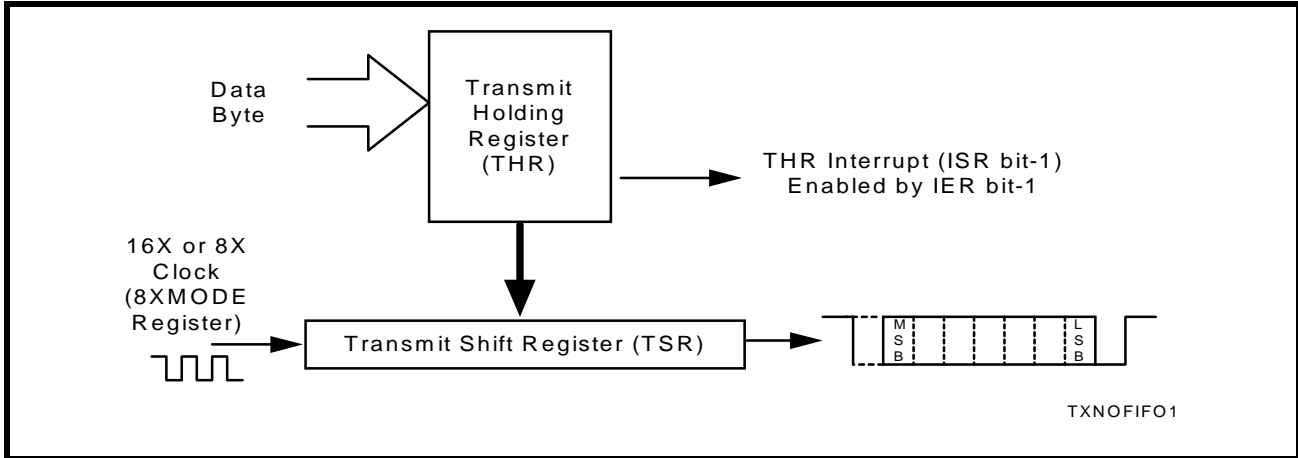 Data
Byte
Transmit
Holding
Register
(THR)
THR Interrupt (ISR bit-1)
Enabled by IER bit-1
16X or 8X
Clock
(8XMODE
Register)
Transmit Shift Register (TSR)
M
S
B
L
S
B
TXNOFIFO1